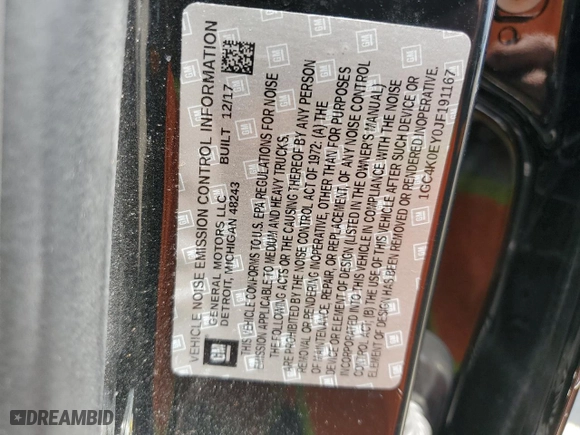 VEHICLE NOISE EMISSION CONTROL INFORMATION
GENERAL MOTORS LLC BUILT 12/17
DETROIT, MICHIGAN 48243
THIS VEHICLE CONFORMS TO U.S. EPA REGULATIONS FOR NOISE
EMISSION APPLICABLE TO MEDIUM AND HEAVY TRUCKS.
THE FOLLOWING ACTS OR THE CAUSING THEREOF BY ANY PERSON
ARE PROHIBITED BY THE NOISE CONTROL ACT OF 1972: (A) THE
REMOVAL OR RENDERING INOPERATIVE, OTHER THAN FOR PURPOSES
OF MAINTENANCE, REPAIR, OR REPLACEMENT, OF ANY NOISE CONTROL
DEVICE OR ELEMENT OF DESIGN (LISTED IN THE OWNER'S MANUAL)
INCORPORATED INTO THIS VEHICLE IN COMPLIANCE WITH THE NOISE
CONTROL ACT; (B) THE USE OF THIS VEHICLE AFTER SUCH DEVICE OR
ELEMENT OF DESIGN HAS BEEN REMOVED OR RENDERED INOPERATIVE.
1GC4K0EY0JF191167
GM
DREAMBID